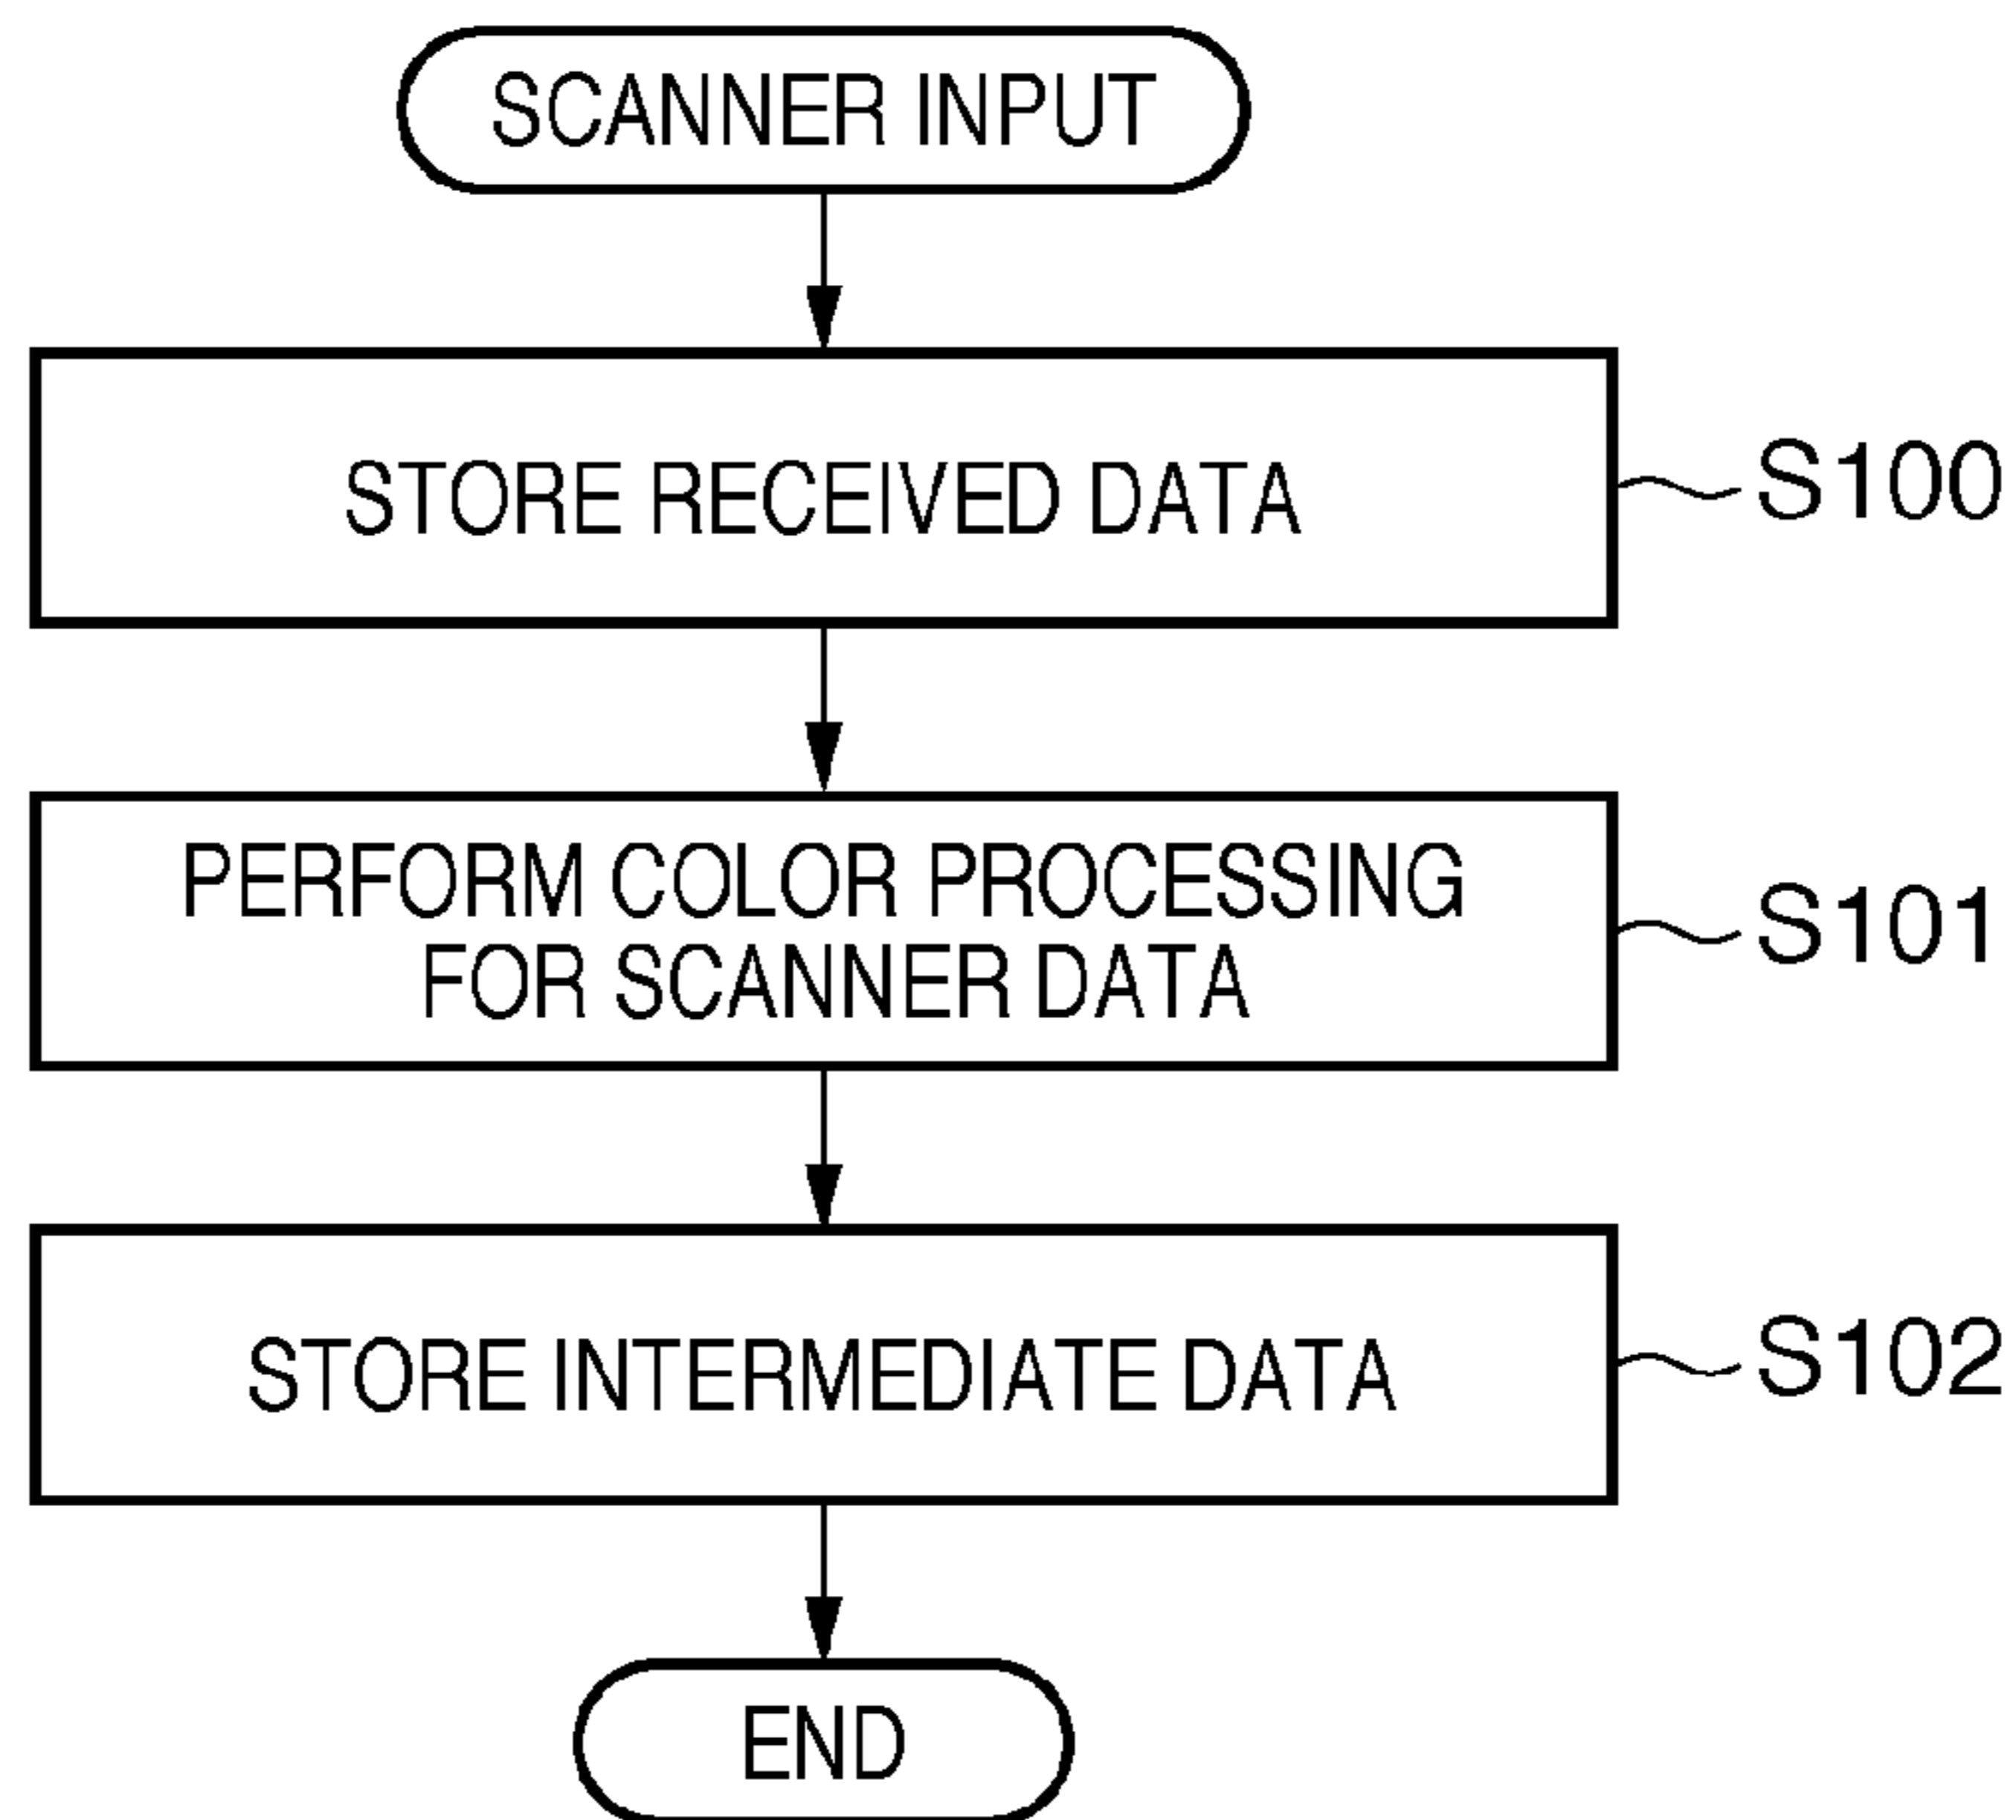 SCANNER INPUT
STORE RECEIVED DATA
S100
PERFORM COLOR PROCESSING
FOR SCANNER DATA
S101
STORE INTERMEDIATE DATA
S102
END